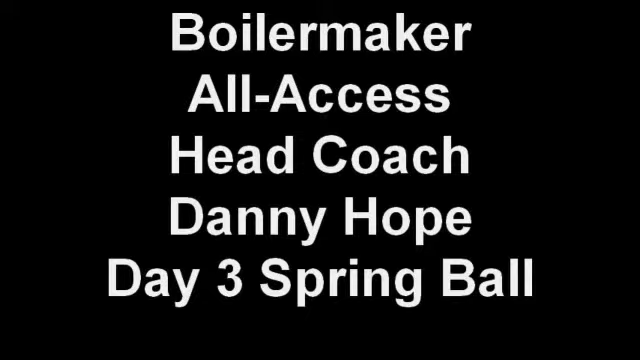 Boilermaker
All-Access
Head Coach
Danny Hope
Day 3 Spring Ball